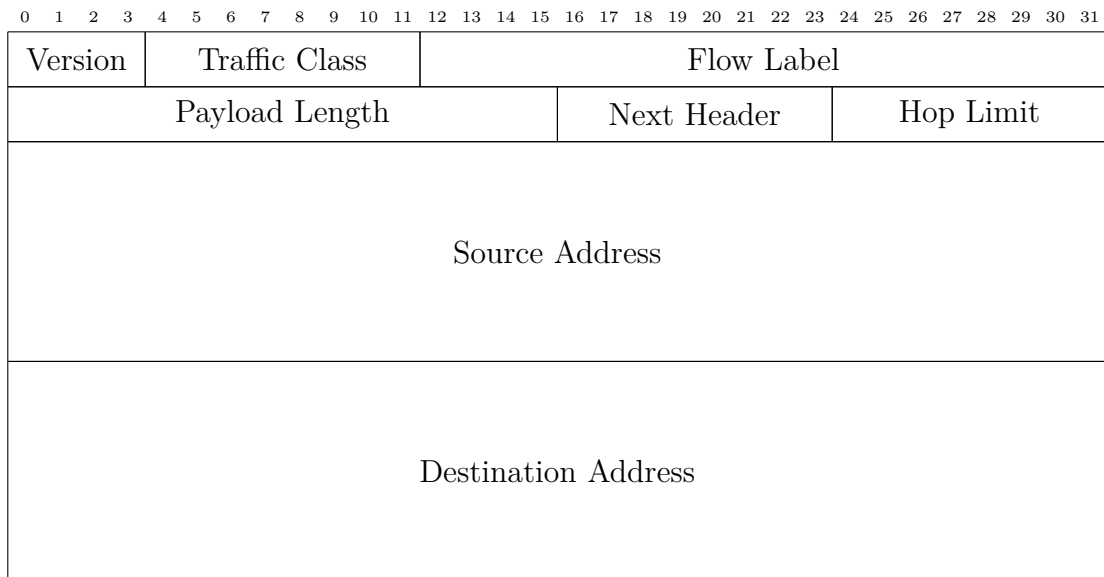 0 1 2 3 4 5 6 7 8 9 10 11 12 13 14 15 16 17 18 19 20 21 22 23 24 25 26 27 28 29 30 31
Version Traffic Class Flow Label
Payload Length Next Header Hop Limit
Source Address
Destination Address